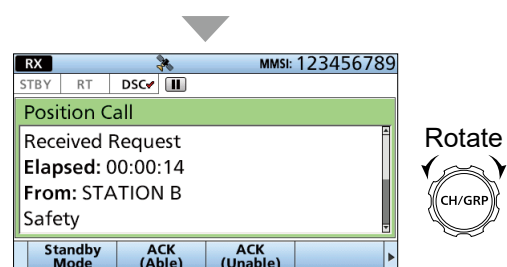 RX MMSI: 123456789
STBY RT DSC
Position Call
Received Request
Elapsed: 00:00:14
From: STATION B
Safety
Standby Mode ACK (Able) ACK (Unable)
Rotate
CH/GRP